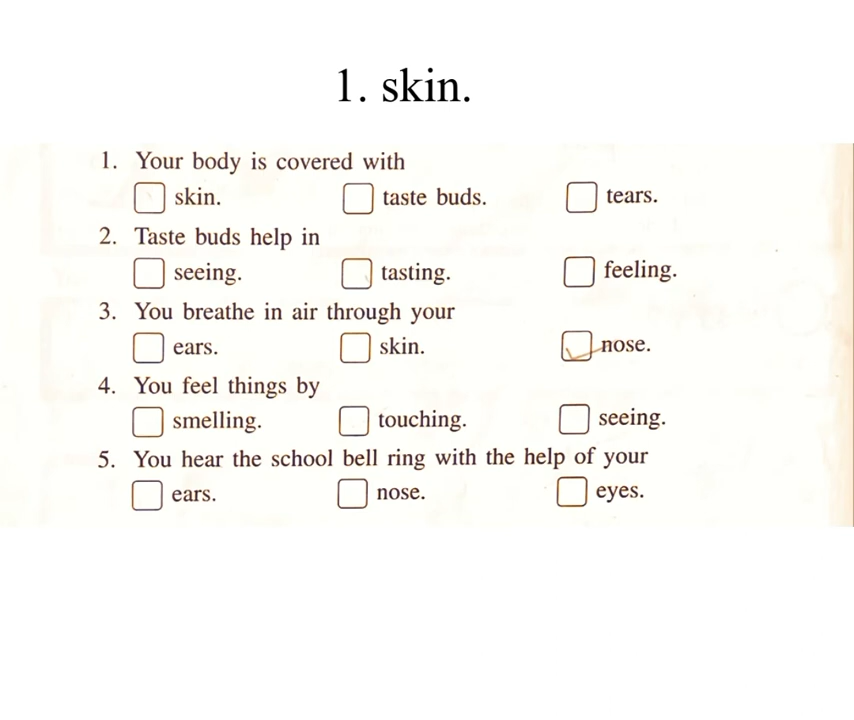 1. skin.
1. Your body is covered with
skin. taste buds. tears.
2. Taste buds help in
seeing. tasting. feeling.
3. You breathe in air through your
ears. skin. nose.
4. You feel things by
smelling. touching. seeing.
5. You hear the school bell ring with the help of your
ears. nose. eyes.